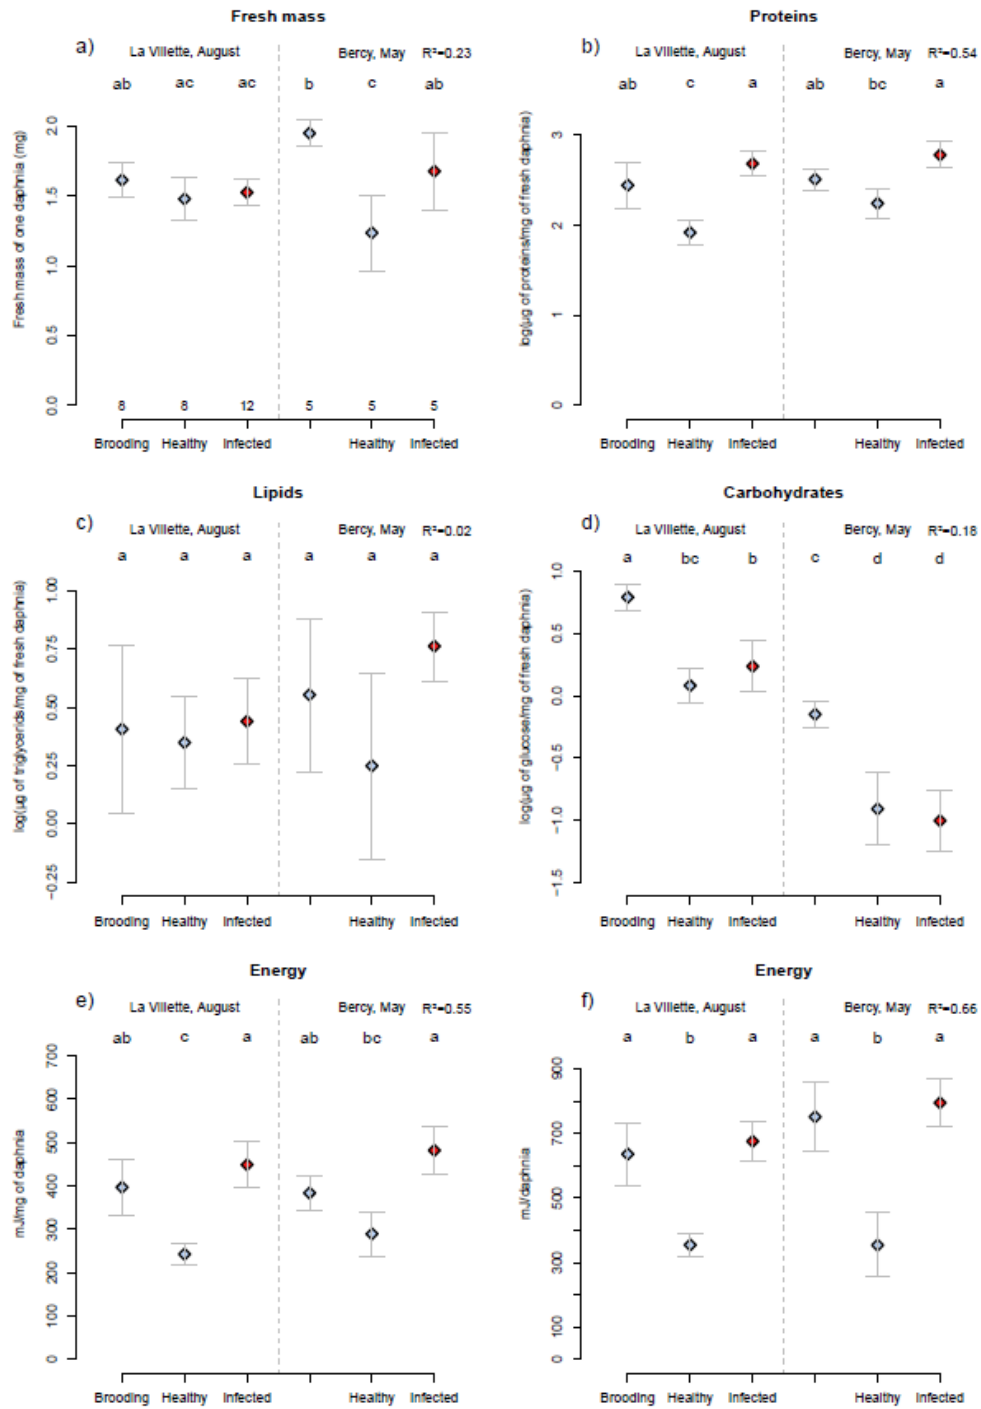 Fresh mass
a) La Villette, August Bercy, May R²=0.23
ab ac ac b c ab
Fresh mass of one daphnia (mg)
2.0
1.5
1.0
0.5
0.0
8 8 12 5 5 5
Brooding Healthy Infected Healthy Infected
Proteins
b) La Villette, August Bercy, May R²=0.54
ab c a ab bc a
log(µg of proteins/mg of fresh daphnia)
3
2
1
0
Brooding Healthy Infected Healthy Infected
Lipids
c) La Villette, August Bercy, May R²=0.02
a a a a a a
log(µg of triglycerids/mg of fresh daphnia)
1.00
0.75
0.50
0.25
0.00
−0.25
Brooding Healthy Infected Healthy Infected
Carbohydrates
d) La Villette, August Bercy, May R²=0.18
a bc b c d d
log(µg of glucose/mg of fresh daphnia)
1.0
0.5
0.0
−0.5
−1.0
−1.5
Brooding Healthy Infected Healthy Infected
Energy
e) La Villette, August Bercy, May R²=0.55
ab c a ab bc a
mJ/mg of daphnia
700
600
500
400
300
200
100
0
Brooding Healthy Infected Healthy Infected
Energy
f) La Villette, August Bercy, May R²=0.66
a b a a b a
mJ/daphnia
900
700
500
300
100
0
Brooding Healthy Infected Healthy Infected